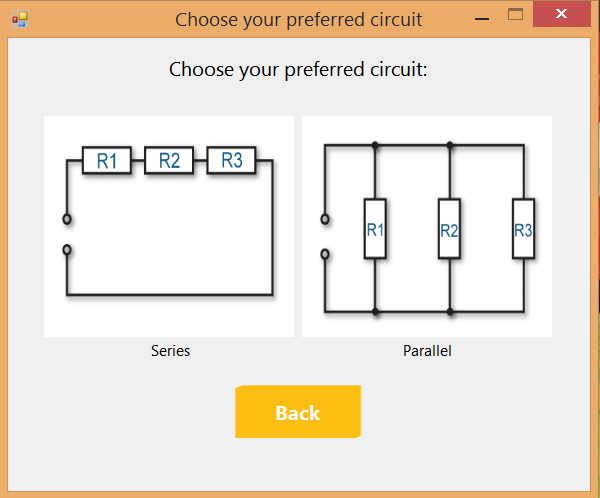 Choose your preferred circuit
Choose your preferred circuit:
R1 R2 R3
R1 R2 R3
Series
Parallel
Back